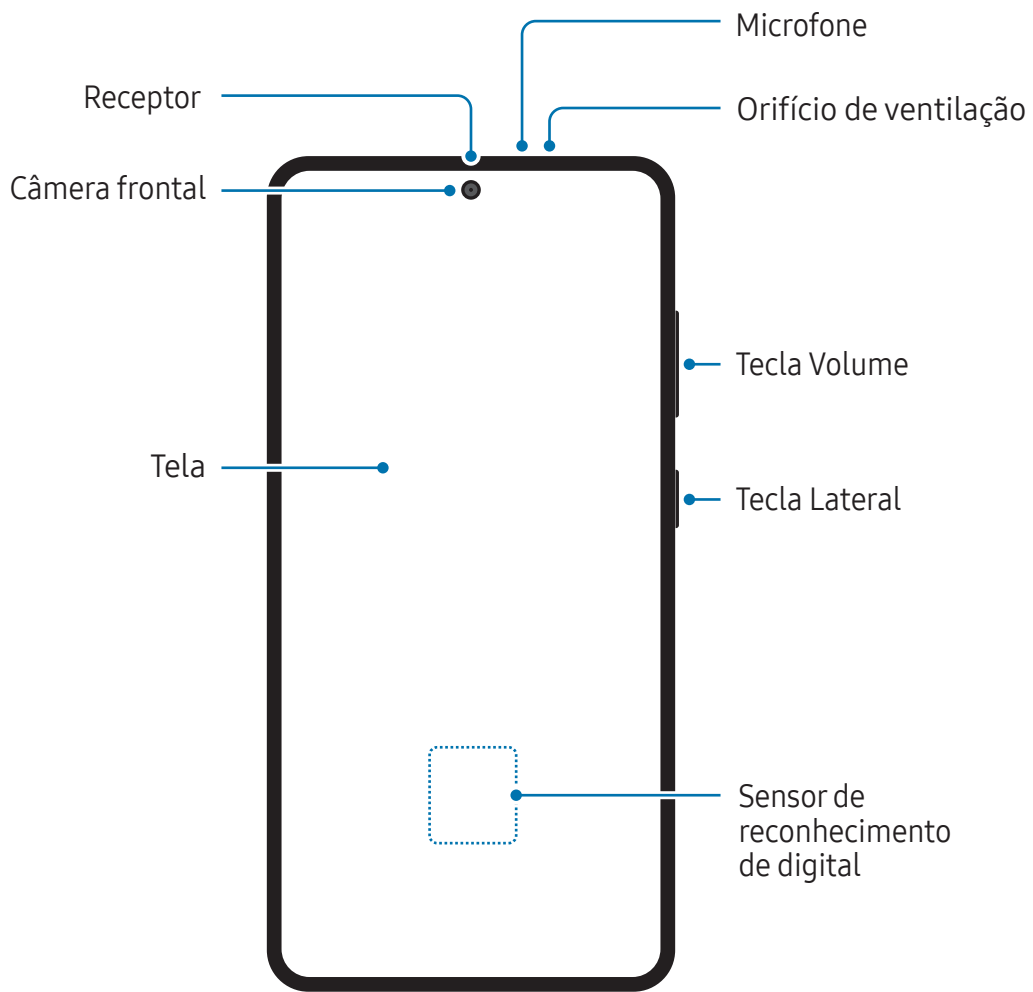 Microfone
Receptor
Orifício de ventilação
Câmera frontal
Tecla Volume
Tela
Tecla Lateral
Sensor de
reconhecimento
de digital